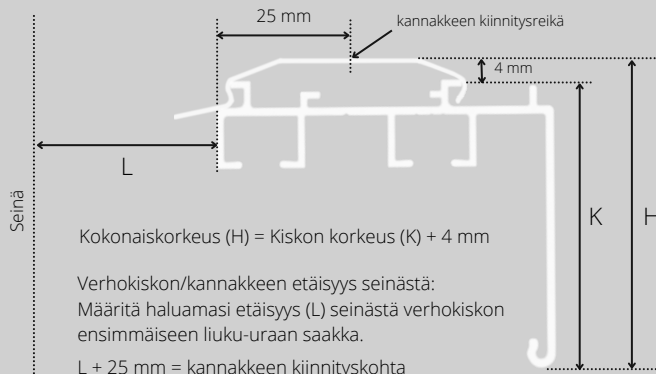 25 mm
kannakkeen kiinnitysreikä
4 mm
L
Seinä
K
H
Kokonaiskorkeus (H) = Kiskon korkeus (K) + 4 mm
Verhokiskon/kannakkeen etäisyys seinästä:
Määritä haluamasi etäisyys (L) seinästä verhokiskon
ensimmäiseen liuku-uraan saakka.
L + 25 mm = kannakkeen kiinnityskohta